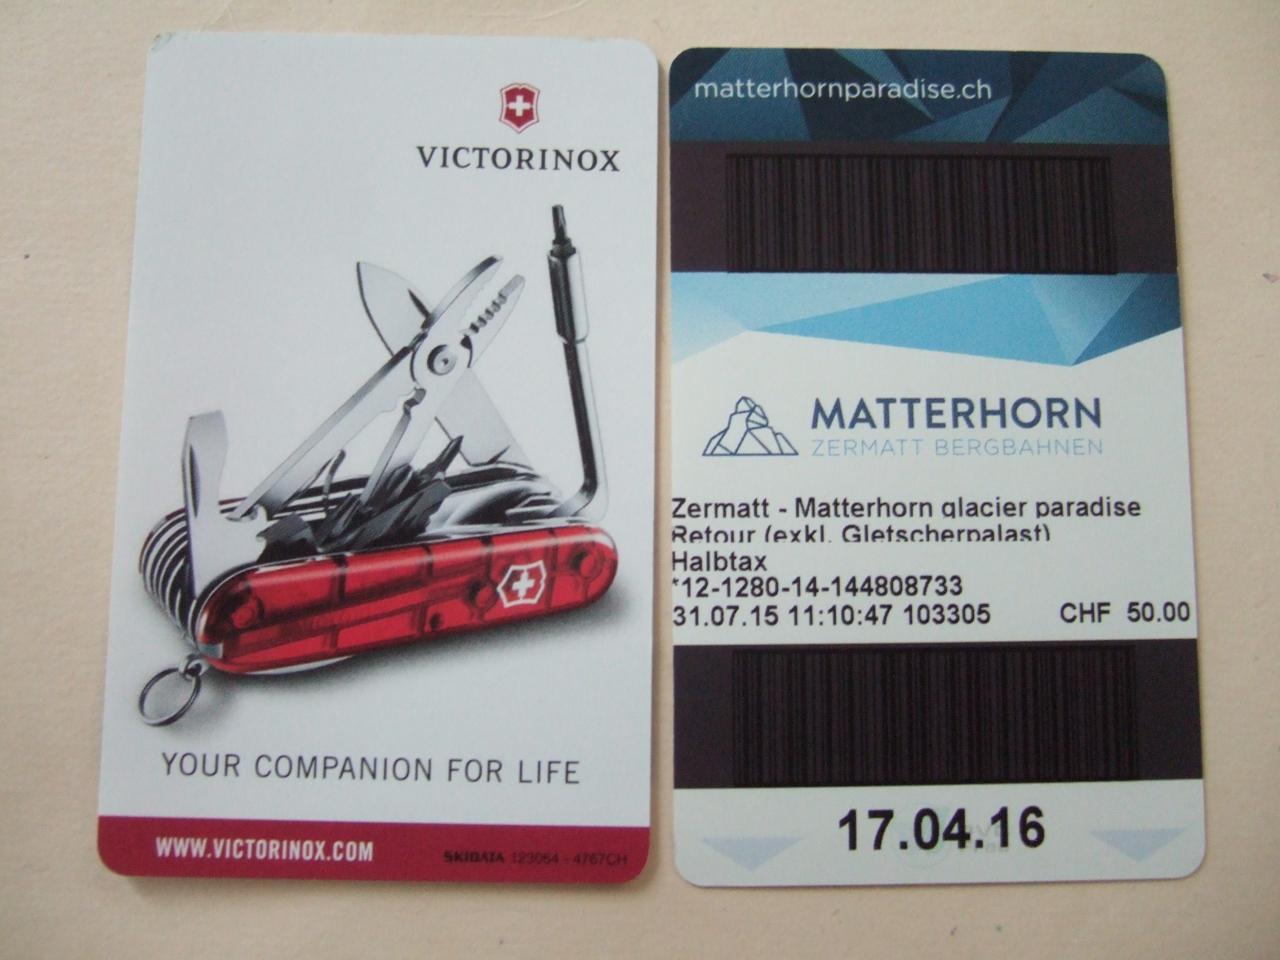 VICTORINOX
YOUR COMPANION FOR LIFE
WWW.VICTORINOX.COM
SKIDATA 123064 - 4767CH
matterhornparadise.ch
MATTERHORN
ZERMATT BERGBAHNEN
Zermatt - Matterhorn glacier paradise
Retour (exkl. Gletscherpalast)
Halbtax
*12-1280-14-144808733
31.07.15 11:10:47 103305 CHF 50.00
17.04.16